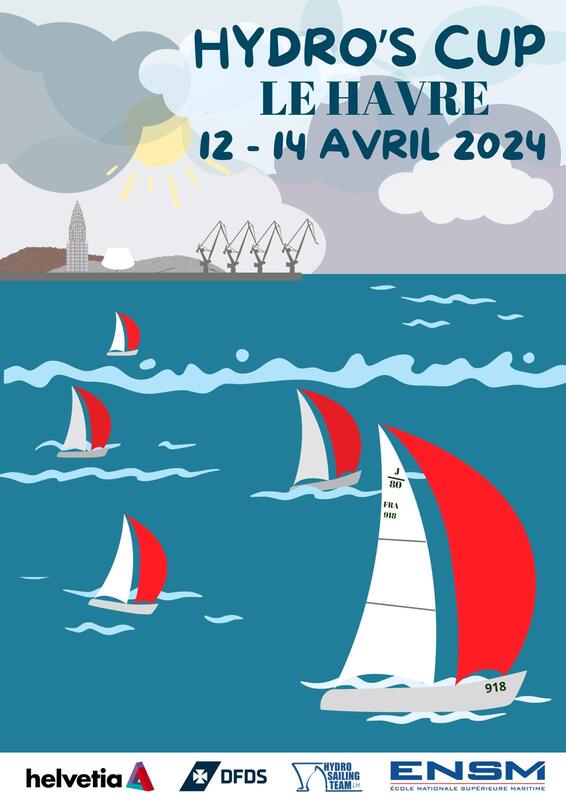 HYDRO'S CUP
LE HAVRE
12 - 14 AVRIL 2024
J
80
FRA
918
918
helvetia
DFDS
HYDRO
SAILING
TEAM LH
ENSM
ÉCOLE NATIONALE SUPÉRIEURE MARITIME